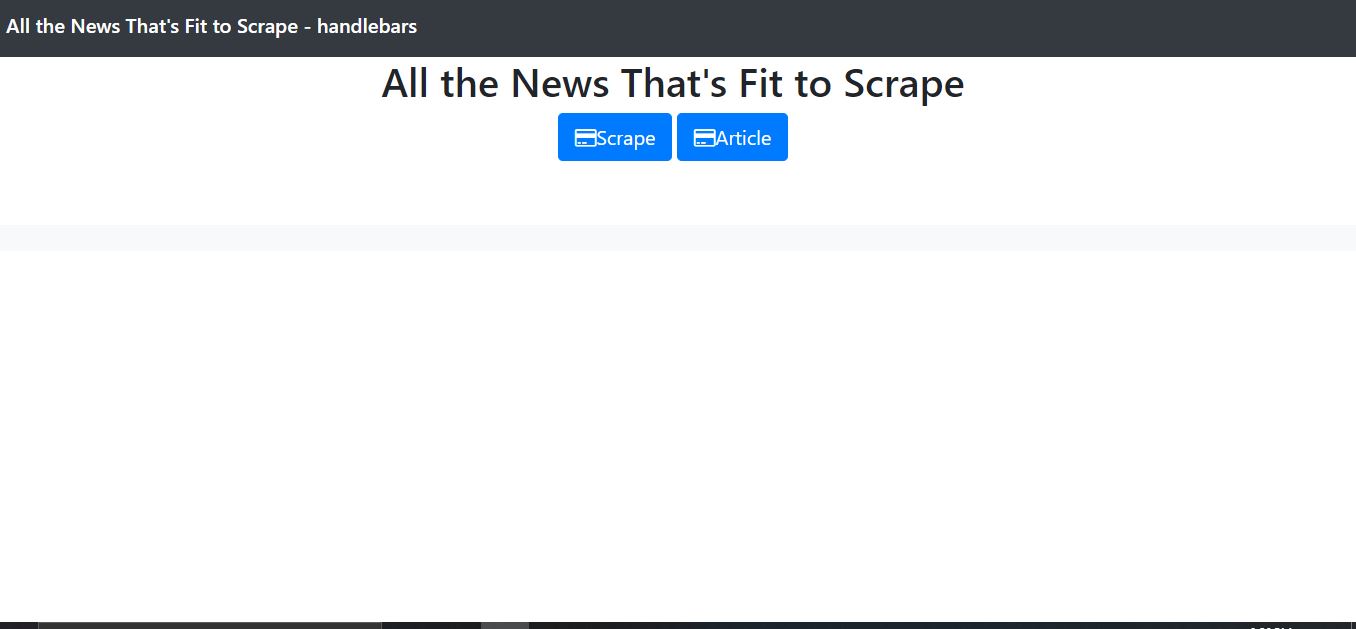 All the News That's Fit to Scrape - handlebars
All the News That's Fit to Scrape
Scrape
Article